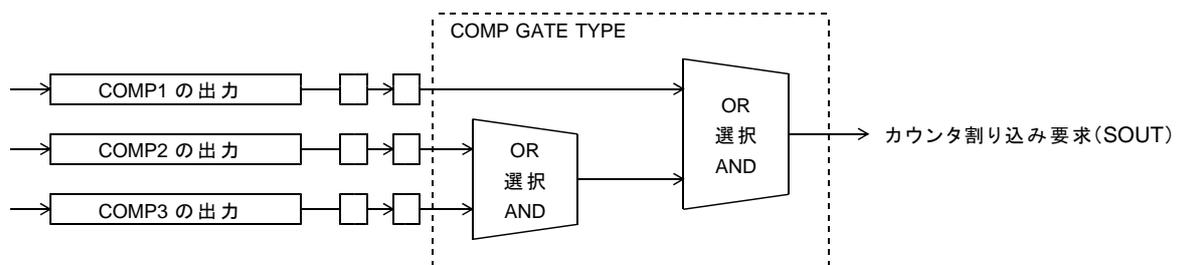 COMP GATE TYPE
COMP1 の出力
OR
選択
AND
カウンタ割り込み要求(SOUT)
COMP2 の出力
OR
選択
AND
COMP3 の出力